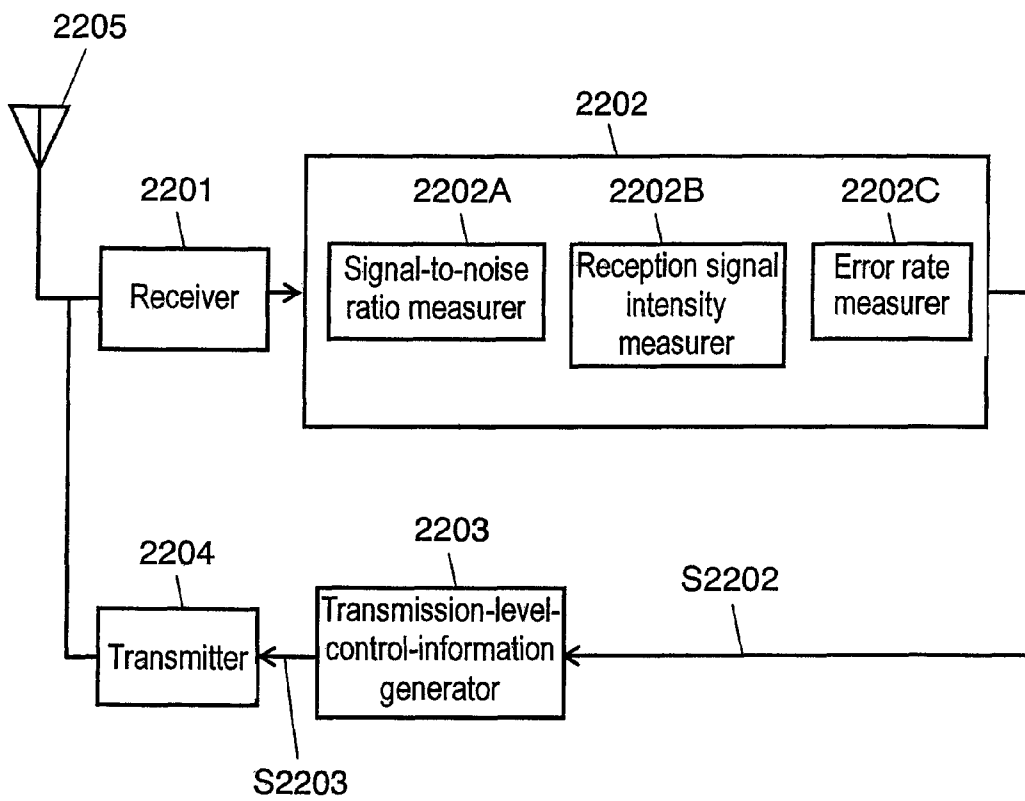 2205
2202
2201
2202A
2202B
2202C
Receiver
Signal-to-noise
ratio measurer
Reception signal
intensity
measurer
Error rate
measurer
2204
2203
S2202
Transmitter
Transmission-level-
control-information
generator
S2203